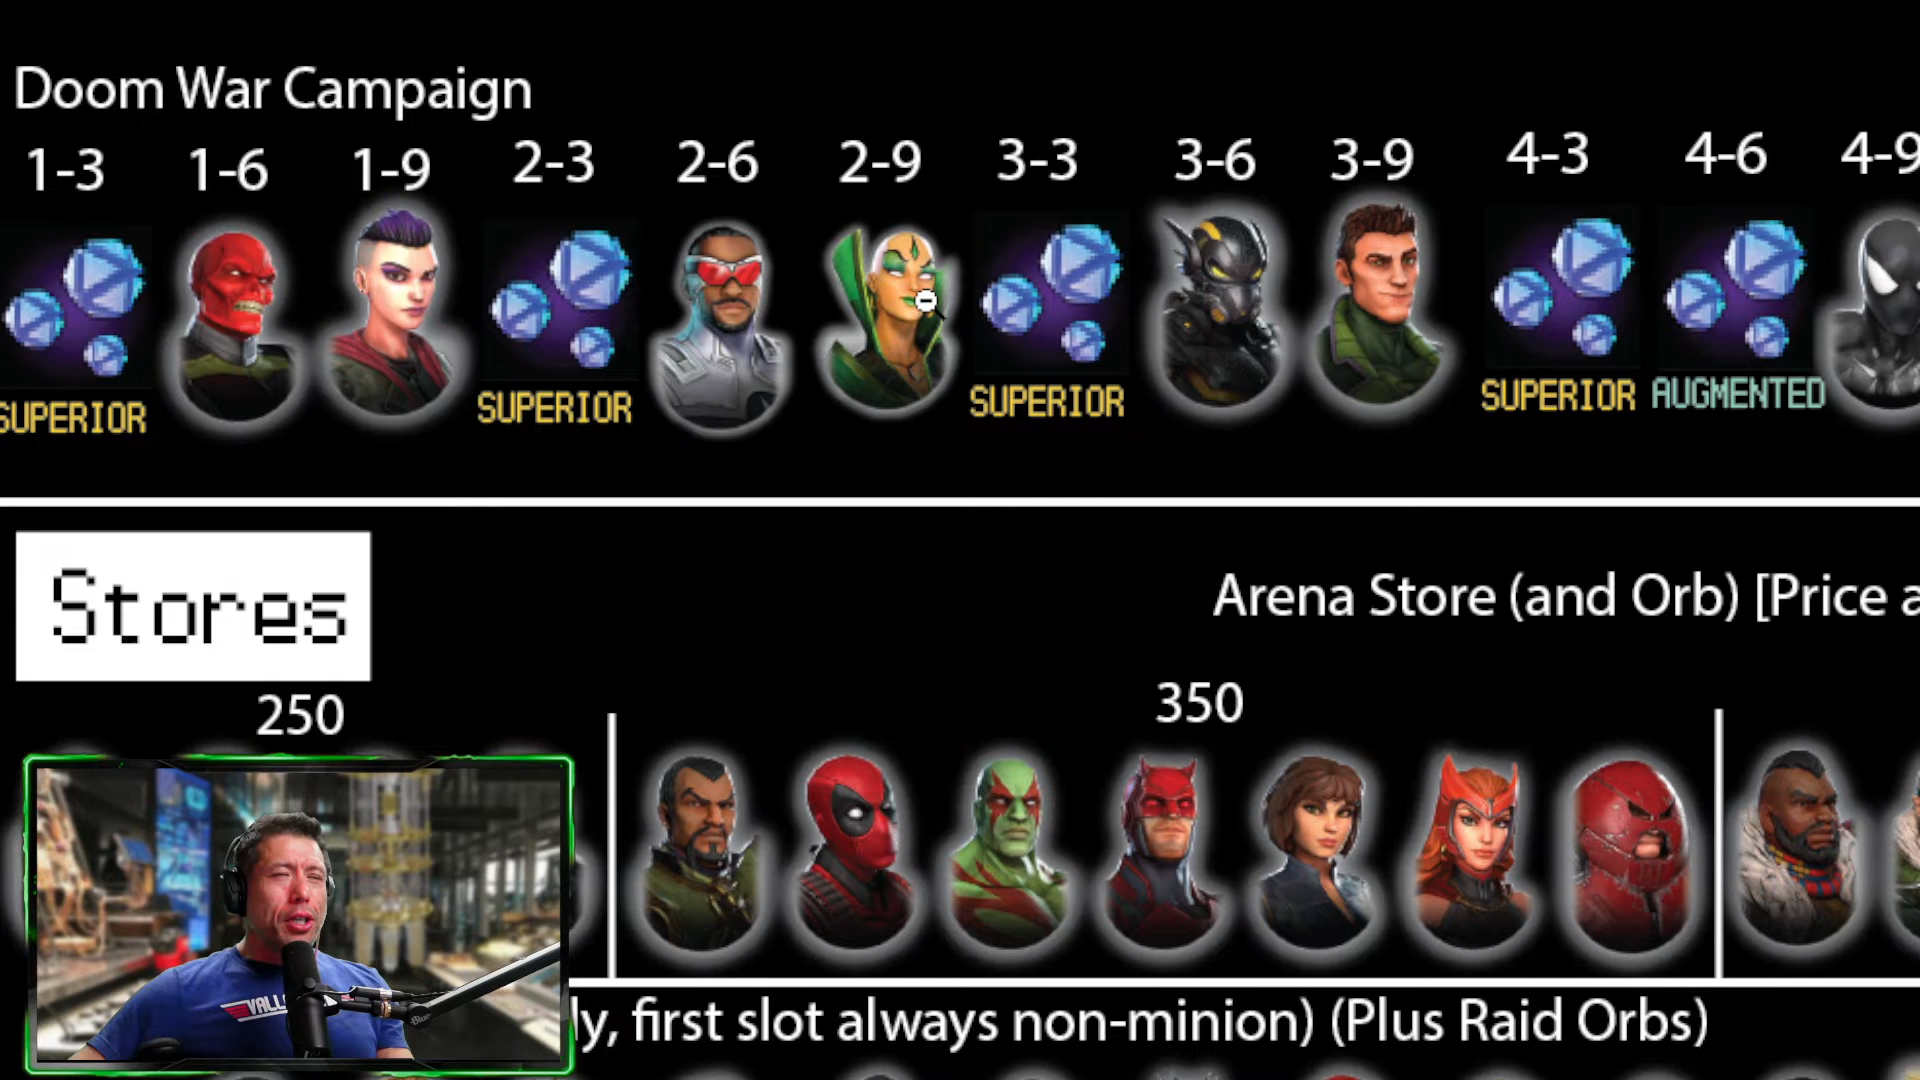 Doom War Campaign
1-3 1-6 1-9 2-3 2-6 2-9 3-3 3-6 3-9 4-3 4-6 4-9
SUPERIOR SUPERIOR SUPERIOR SUPERIOR AUGMENTED
Stores
Arena Store (and Orb) [Price a
250 350
ly, first slot always non-minion) (Plus Raid Orbs)